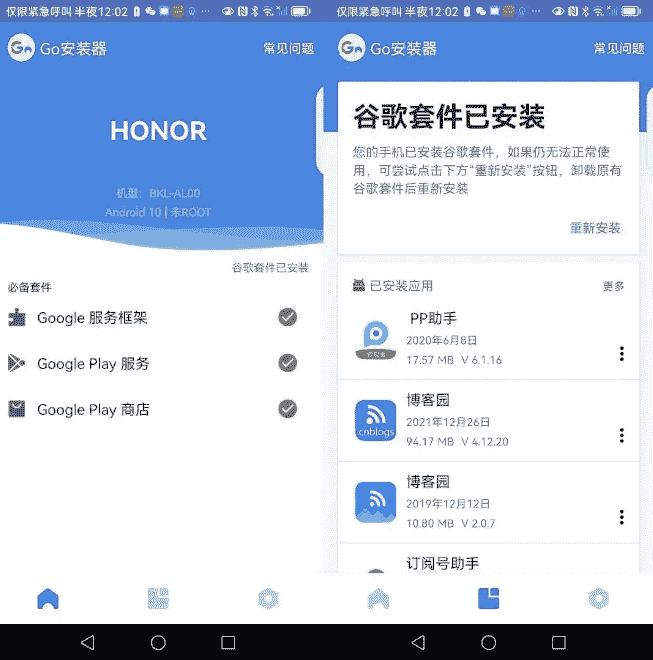 仅限紧急呼叫 半夜12:02
Go安装器
常见问题
HONOR
机型：BKL-AL00
Android 10 | 未ROOT
谷歌套件已安装
必备套件
Google 服务框架
Google Play 服务
Google Play 商店
仅限紧急呼叫 半夜12:02
Go安装器
常见问题
谷歌套件已安装
您的手机已安装谷歌套件，如果仍无法正常使
用，可尝试点击下方“重新安装”按钮，卸载原有
谷歌套件后重新安装
重新安装
已安装应用
更多
PP助手
2020年6月8日
17.57 MB V 6.1.16
博客园
2021年12月26日
94.17 MB V 4.12.20
cnblogs
博客园
2019年12月12日
10.80 MB V 2.0.7
订阅号助手